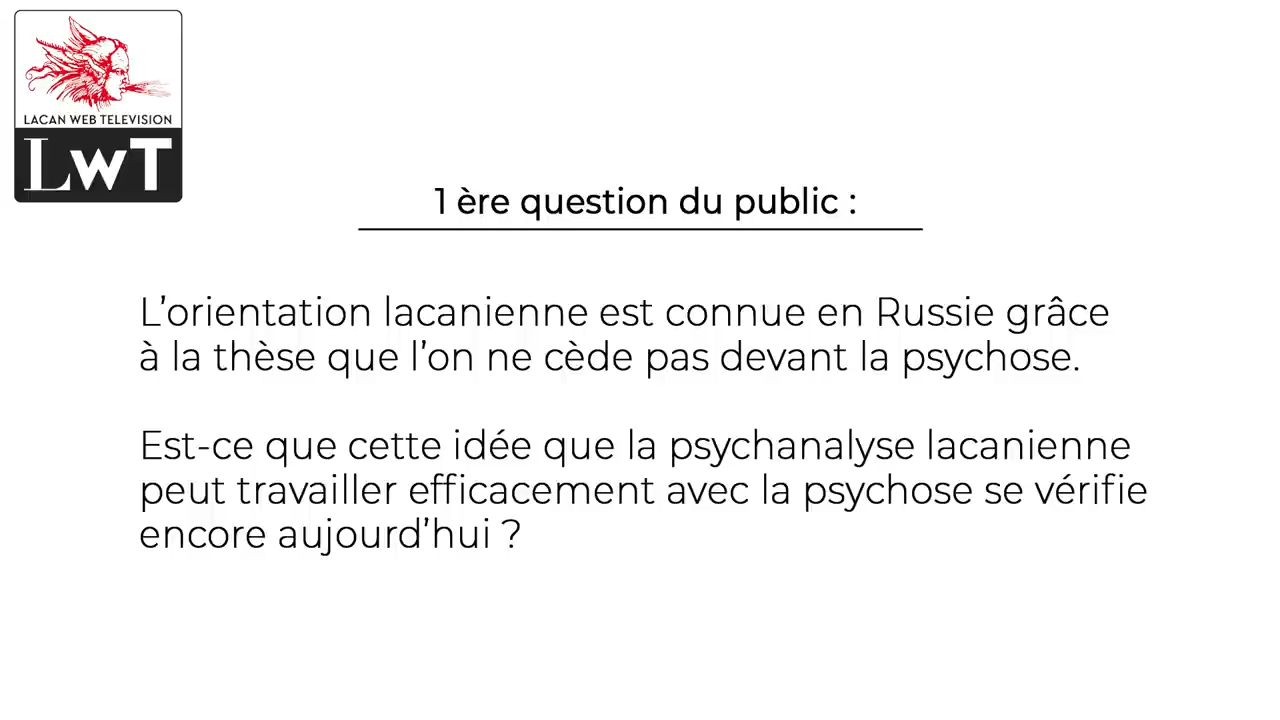 LACAN WEB TELEVISION
LWT
1 ère question du public :
L’orientation lacanienne est connue en Russie grâce
à la thèse que l’on ne cède pas devant la psychose.
Est-ce que cette idée que la psychanalyse lacanienne
peut travailler efficacement avec la psychose se vérifie
encore aujourd’hui ?